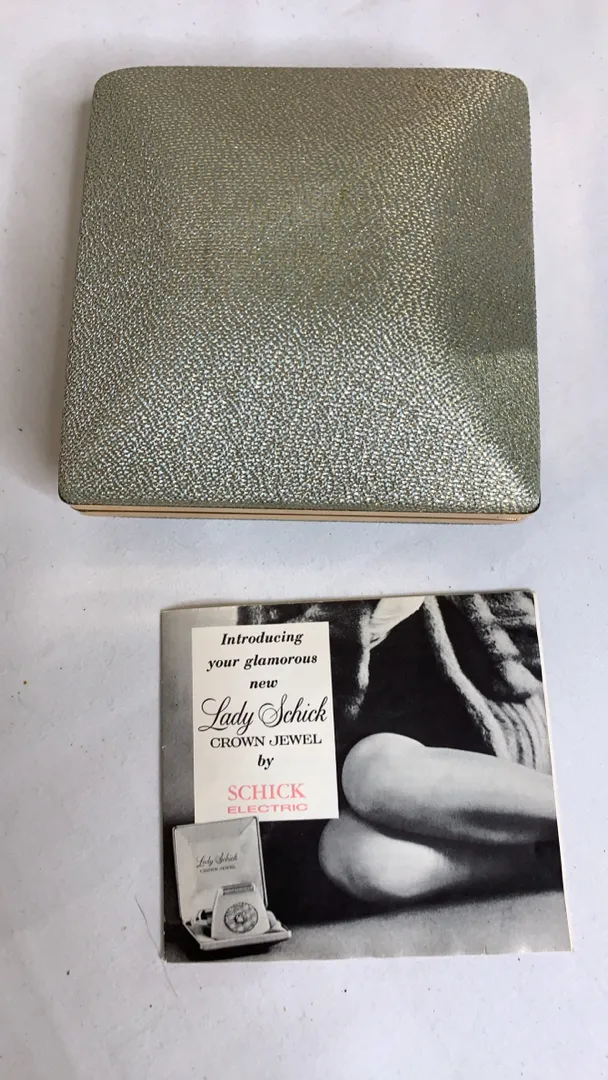 Introducing
your glamorous
new
Lady Schick
CROWN JEWEL
by
SCHICK
ELECTRIC
Lady Schick
CROWN JEWEL